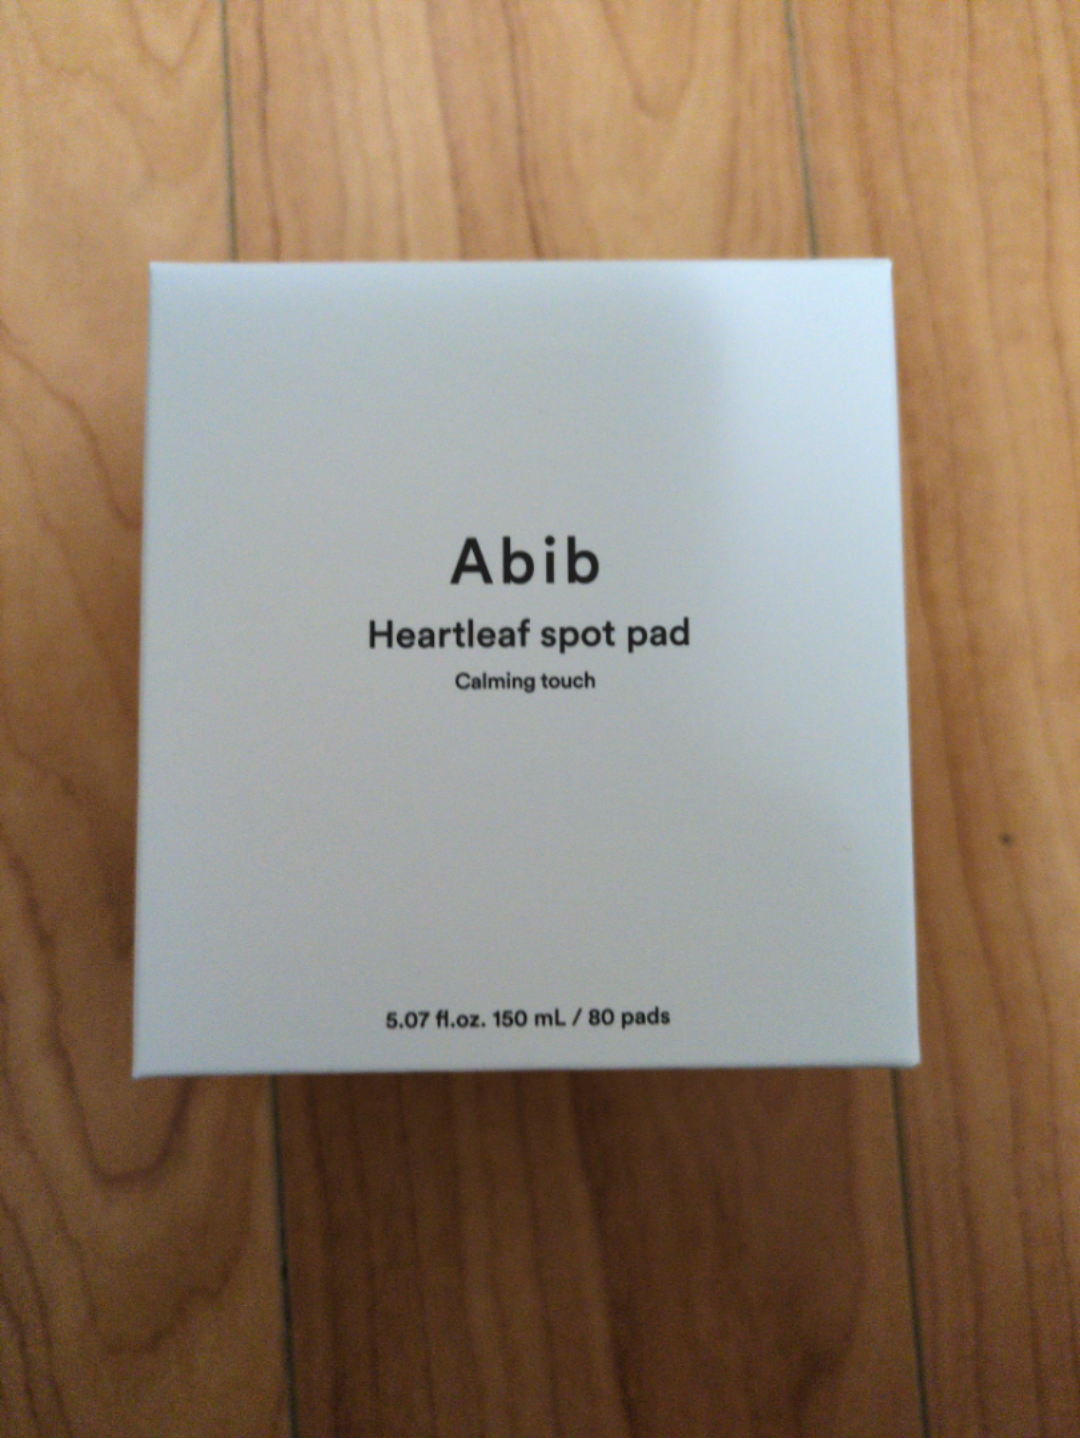 Abib
Heartleaf spot pad
Calming touch
5.07 fl.oz. 150 mL / 80 pads